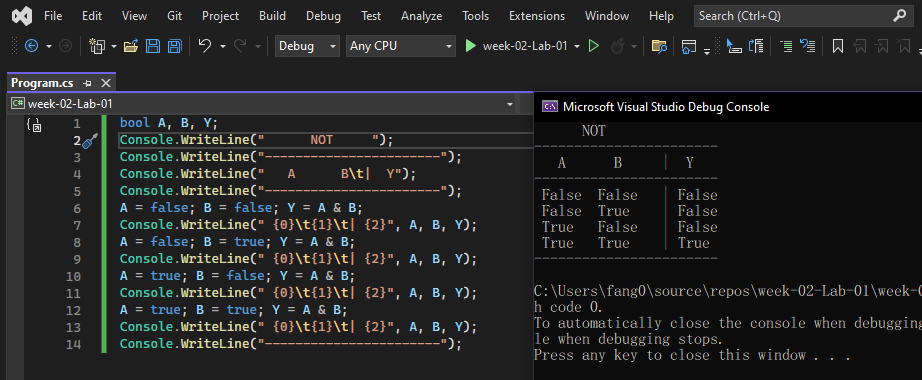 File Edit View Git Project Build Debug Test Analyze Tools Extensions Window Help Search (Ctrl+Q)
Debug Any CPU week-02-Lab-01
Program.cs
C# week-02-Lab-01
1 bool A, B, Y;
2 Console.WriteLine("      NOT     ");
3 Console.WriteLine("-----------------------");
4 Console.WriteLine("   A      B\t|  Y");
5 Console.WriteLine("-----------------------");
6 A = false; B = false; Y = A & B;
7 Console.WriteLine(" {0}\t{1}\t| {2}", A, B, Y);
8 A = false; B = true; Y = A & B;
9 Console.WriteLine(" {0}\t{1}\t| {2}", A, B, Y);
10 A = true; B = false; Y = A & B;
11 Console.WriteLine(" {0}\t{1}\t| {2}", A, B, Y);
12 A = true; B = true; Y = A & B;
13 Console.WriteLine(" {0}\t{1}\t| {2}", A, B, Y);
14 Console.WriteLine("-----------------------");
C:\ Microsoft Visual Studio Debug Console
NOT
-----------------------
A B | Y
-----------------------
False False | False
False True | False
True False | False
True True | True
-----------------------
C:\Users\fang0\source\repos\week-02-Lab-01\week-0
h code 0.
To automatically close the console when debugging
le when debugging stops.
Press any key to close this window . . .